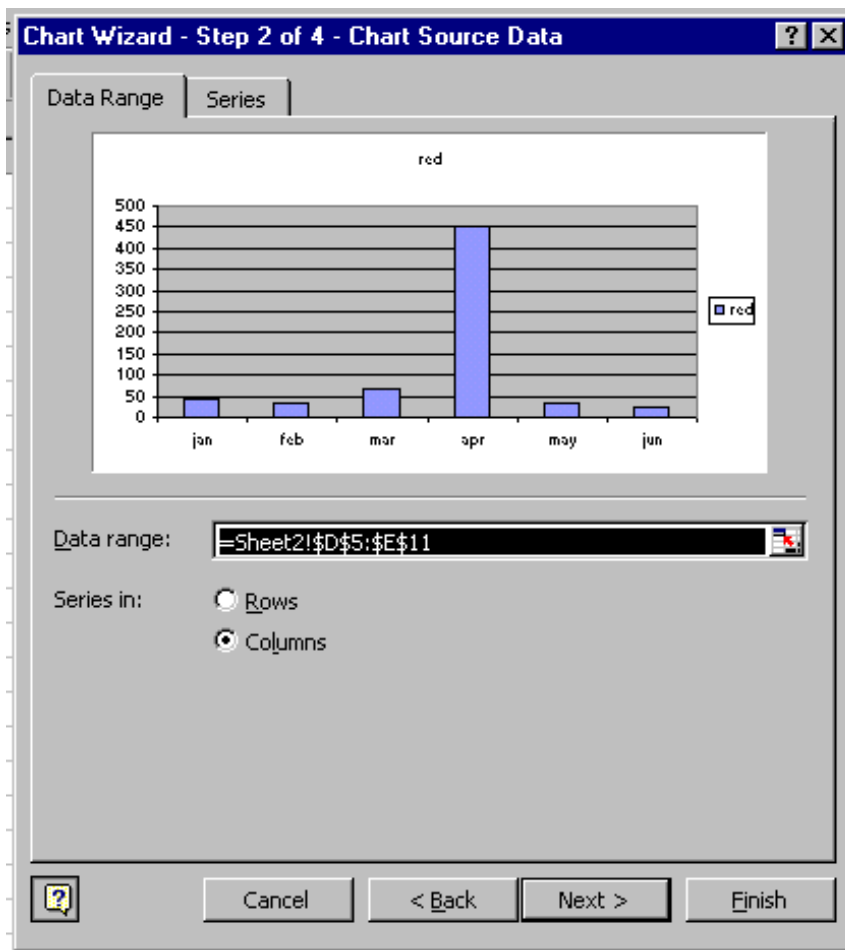 Chart Wizard - Step 2 of 4 - Chart Source Data
Data Range
Series
red
500
450
400
350
300
250
200
150
100
50
0
red
jan feb mar apr may jun
Data range: =Sheet2!$D$5:$E$11
Series in: Rows
Columns
Cancel < Back Next > Finish